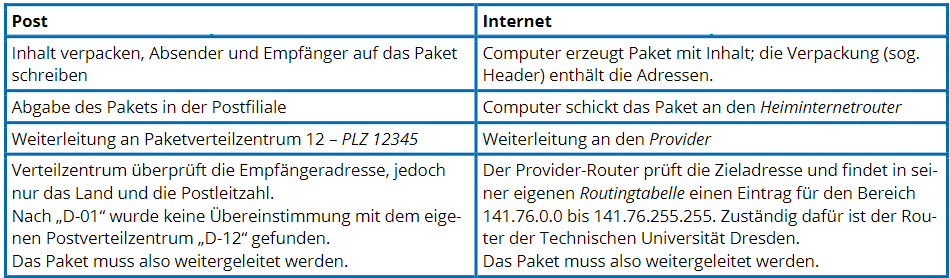 Post
Internet
Inhalt verpacken, Absender und Empfänger auf das Paket
schreiben
Computer erzeugt Paket mit Inhalt; die Verpackung (sog.
Header) enthält die Adressen.
Abgabe des Pakets in der Postfiliale
Computer schickt das Paket an den Heiminternetrouter
Weiterleitung an Paketverteilzentrum 12 – PLZ 12345
Weiterleitung an den Provider
Verteilzentrum überprüft die Empfängeradresse, jedoch
nur das Land und die Postleitzahl.
Nach „D-01“ wurde keine Übereinstimmung mit dem eige-
nen Postverteilzentrum „D-12“ gefunden.
Das Paket muss also weitergeleitet werden.
Der Provider-Router prüft die Zieladresse und findet in sei-
ner eigenen Routingtabelle einen Eintrag für den Bereich
141.76.0.0 bis 141.76.255.255. Zuständig dafür ist der Rou-
ter der Technischen Universität Dresden.
Das Paket muss also weitergeleitet werden.